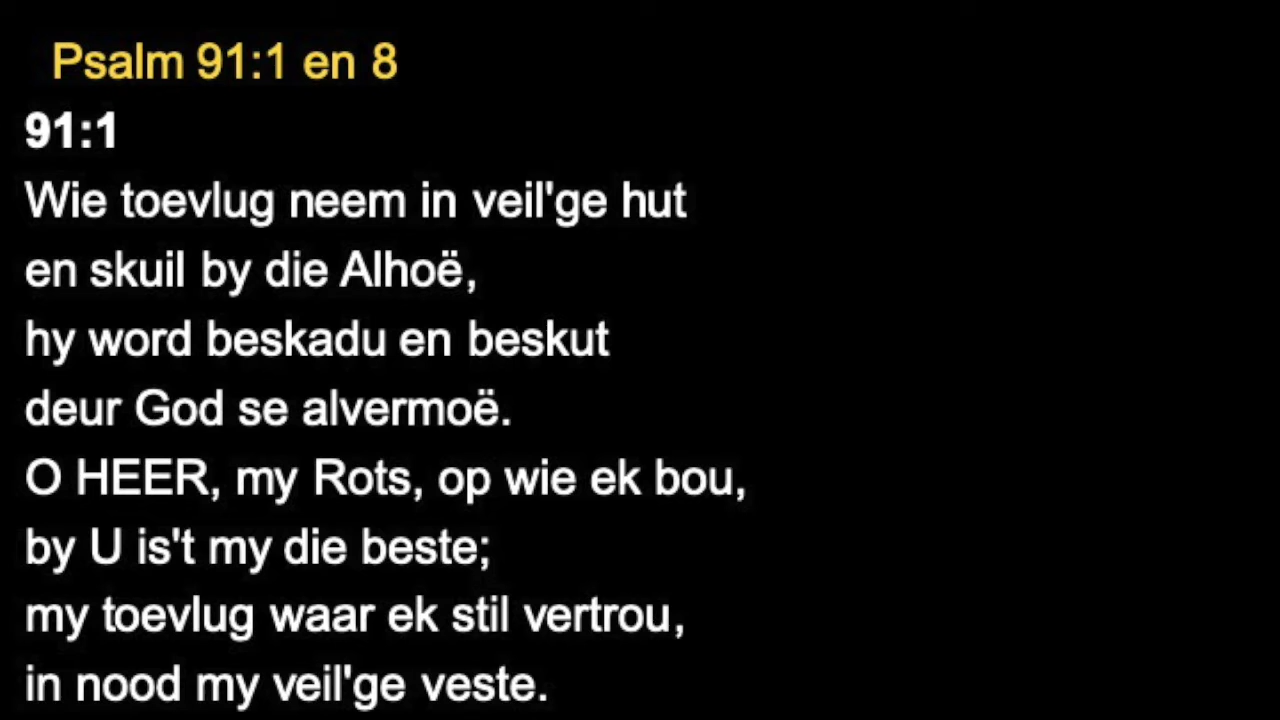 Psalm 91:1 en 8
91:1
Wie toevlug neem in veil'ge hut
en skuil by die Alhoë,
hy word beskadu en beskut
deur God se alvermoë.
O HEER, my Rots, op wie ek bou,
by U is't my die beste;
my toevlug waar ek stil vertrou,
in nood my veil'ge veste.